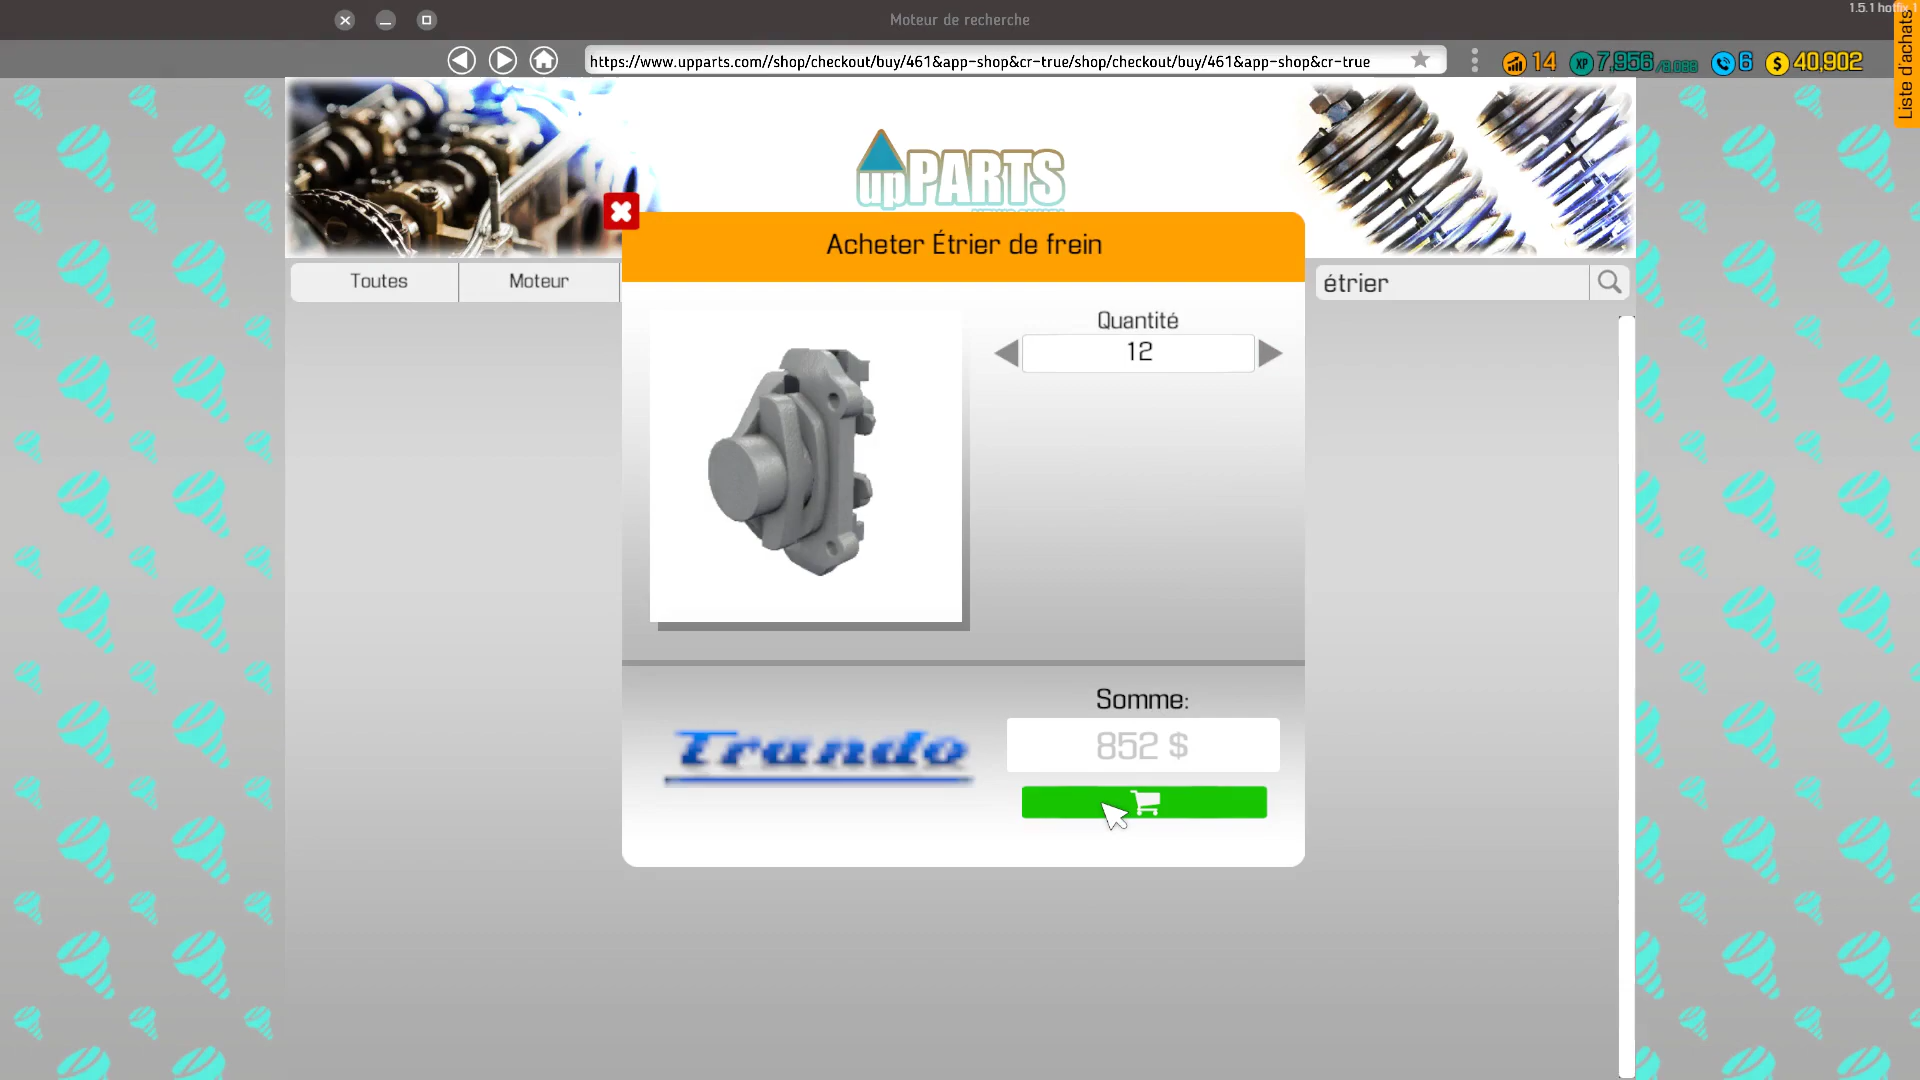 1.5.1 hotfix 1
Moteur de recherche
https://www.upparts.com//shop/checkout/buy/461&app-shop&cr-true/shop/checkout/buy/461&app-shop&cr-true
14
XP
7,956
6
$
40,902
Liste d'achats
upPARTS
Acheter Étrier de frein
Toutes
Moteur
étrier
Quantité
12
Somme:
Trando
852 $